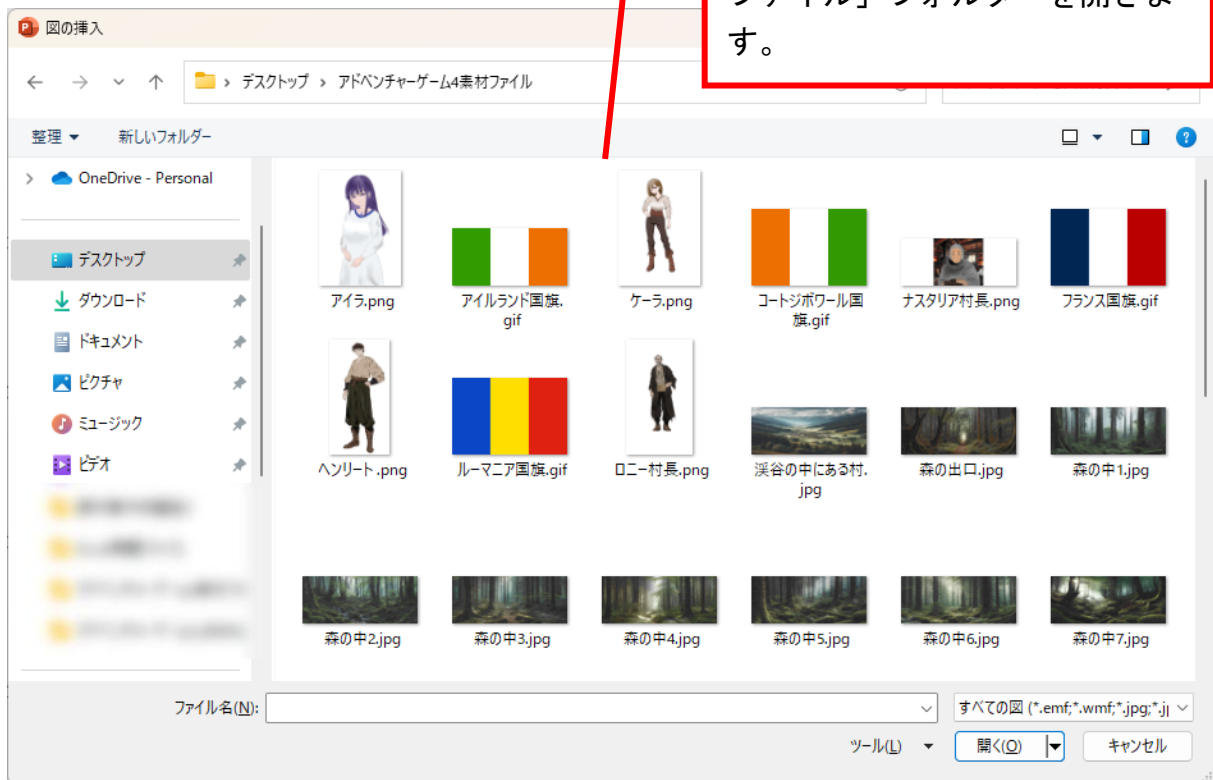 ファイル」フォルダーを開きま
す。
図の挿入
デスクトップ › アドベンチャーゲーム4素材ファイル
整理 新しいフォルダー
OneDrive - Personal
デスクトップ
ダウンロード
ドキュメント
ピクチャ
ミュージック
ビデオ
アイラ.png
アイルランド国旗.
gif
ケーラ.png
コートジボワール国
旗.gif
ナスタリア村長.png
フランス国旗.gif
ヘンリート.png
ルーマニア国旗.gif
ロニー村長.png
渓谷の中にある村.
jpg
森の出口.jpg
森の中1.jpg
森の中2.jpg
森の中3.jpg
森の中4.jpg
森の中5.jpg
森の中6.jpg
森の中7.jpg
ファイル名(N):
すべての図 (*.emf;*.wmf;*.jpg;*.j
ツール(L)
開く(O)
キャンセル